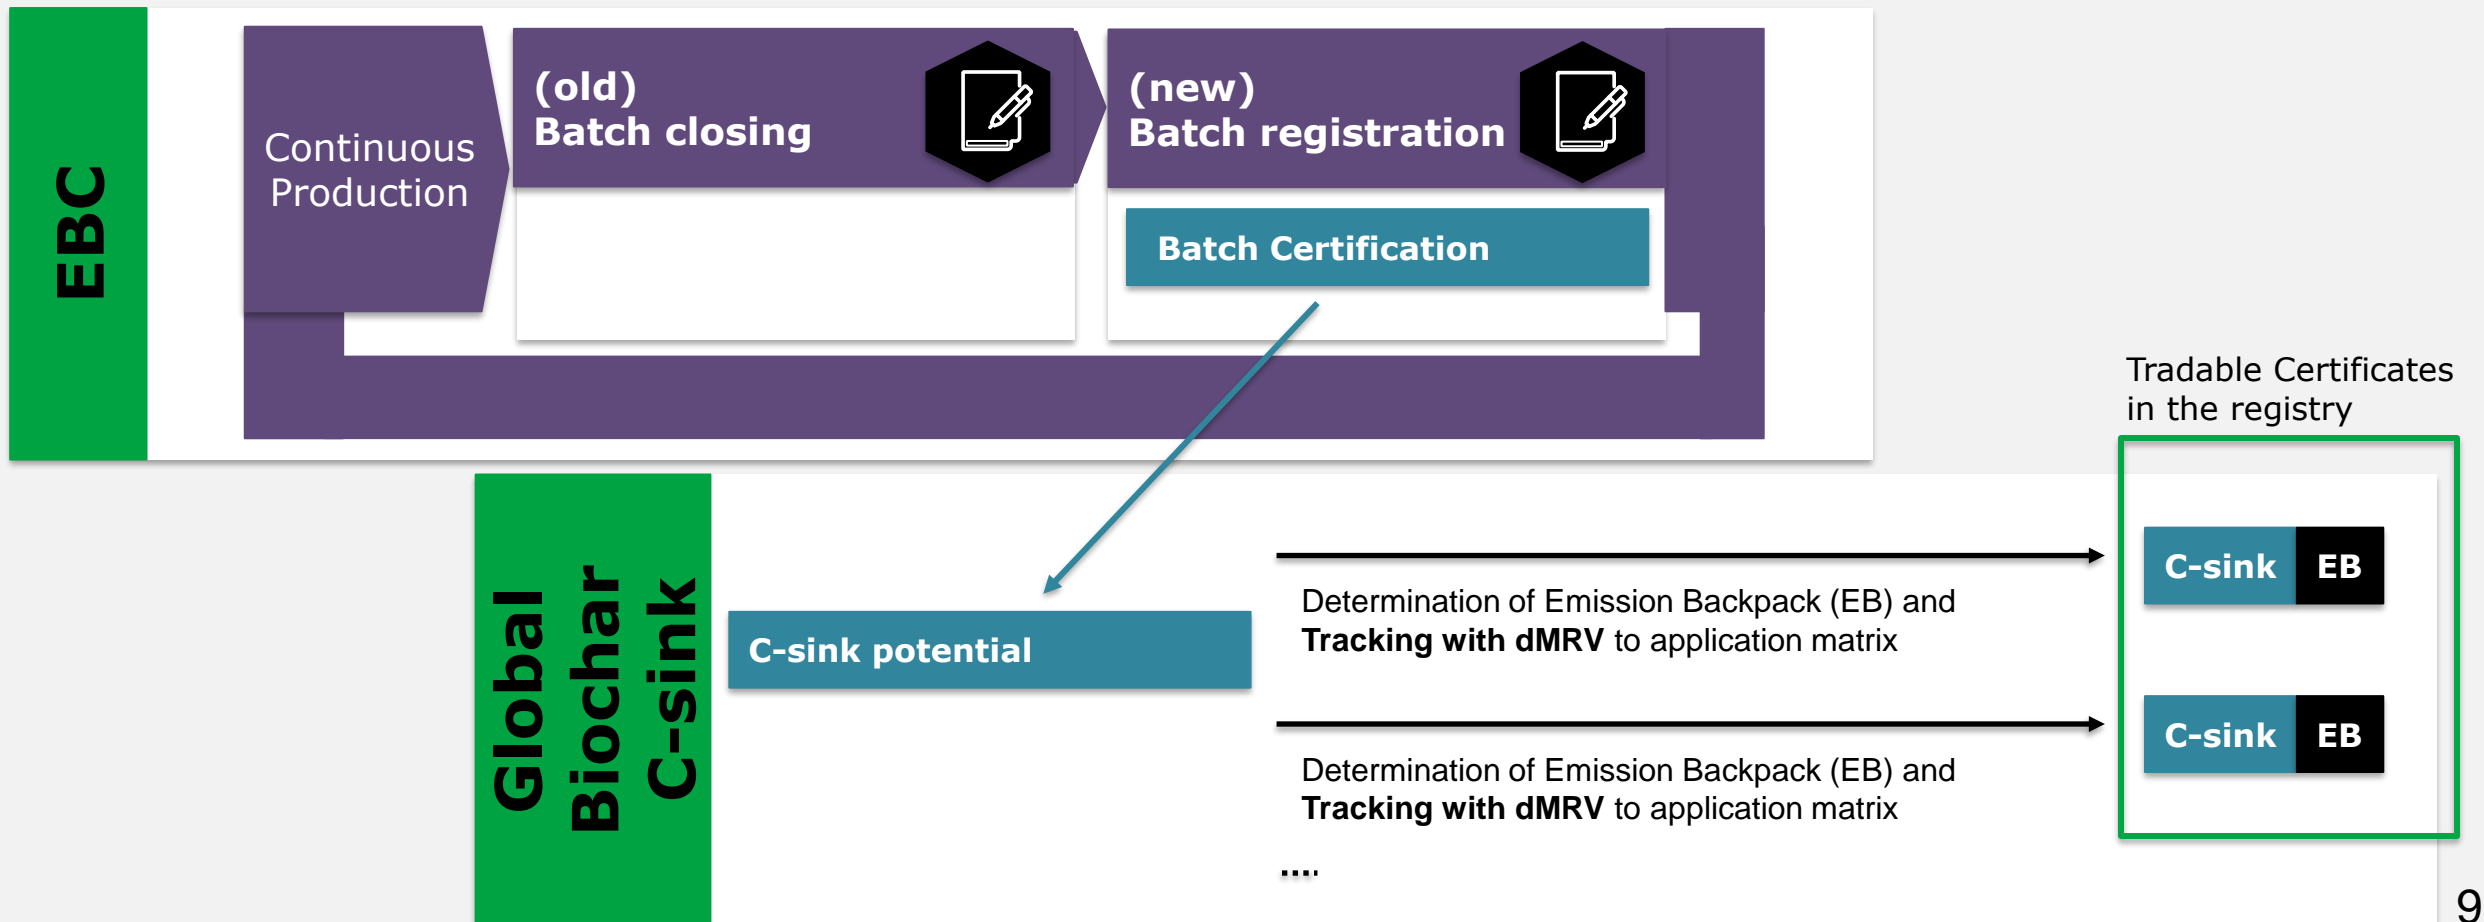 EBC
Continuous
Production
(old)
Batch closing
(new)
Batch registration
Batch Certification
Tradable Certificates
in the registry
Global
Biochar
C-sink
C-sink potential
Determination of Emission Backpack (EB) and
Tracking with dMRV to application matrix
C-sink EB
Determination of Emission Backpack (EB) and
Tracking with dMRV to application matrix
C-sink EB
....
9